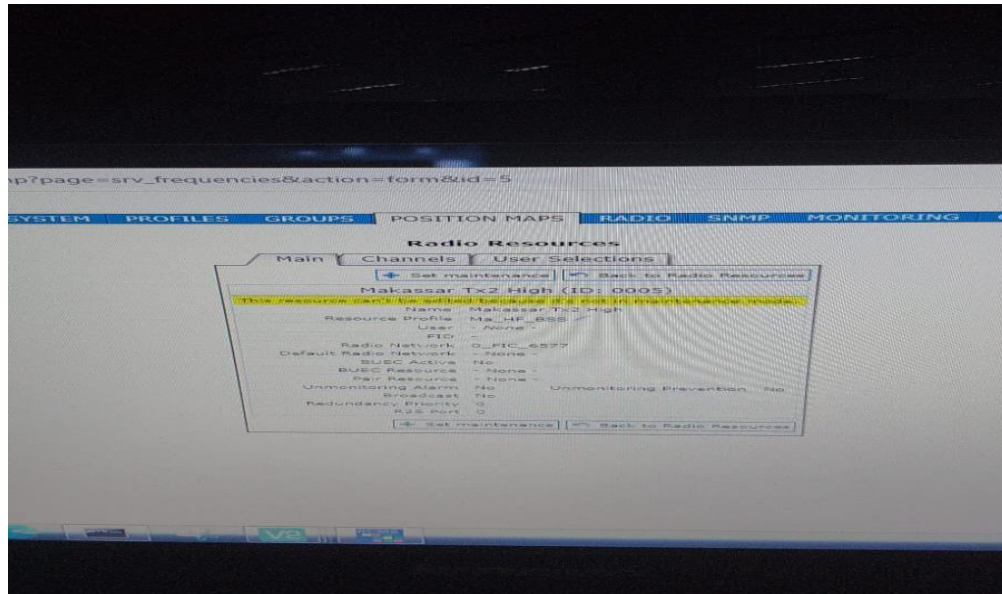 np?page=srv_frequencies&action=form&id=5
SYSTEM PROFILES GROUPS POSITION MAPS RADIO SNMP MONITORING
Radio Resources
Main Channels User Selections
Set maintenance Back to Radio Resources
Makassar Tx2 High (ID: 0005)
This resource can't be edited because it's not in maintenance mode.
Name Makassar Tx2 High
Resource Profile Ma_HF_BSS
User - None -
FID -
Radio Network O_FIC_6577
Default Radio Network - None -
BUEC Active No
BUEC Resource - None -
Pair Resource - None -
Unmonitoring Alarm No Unmonitoring Prevention No
Broadcast No
Redundancy Priority 0
R2S Port 0
Set maintenance Back to Radio Resources
V2